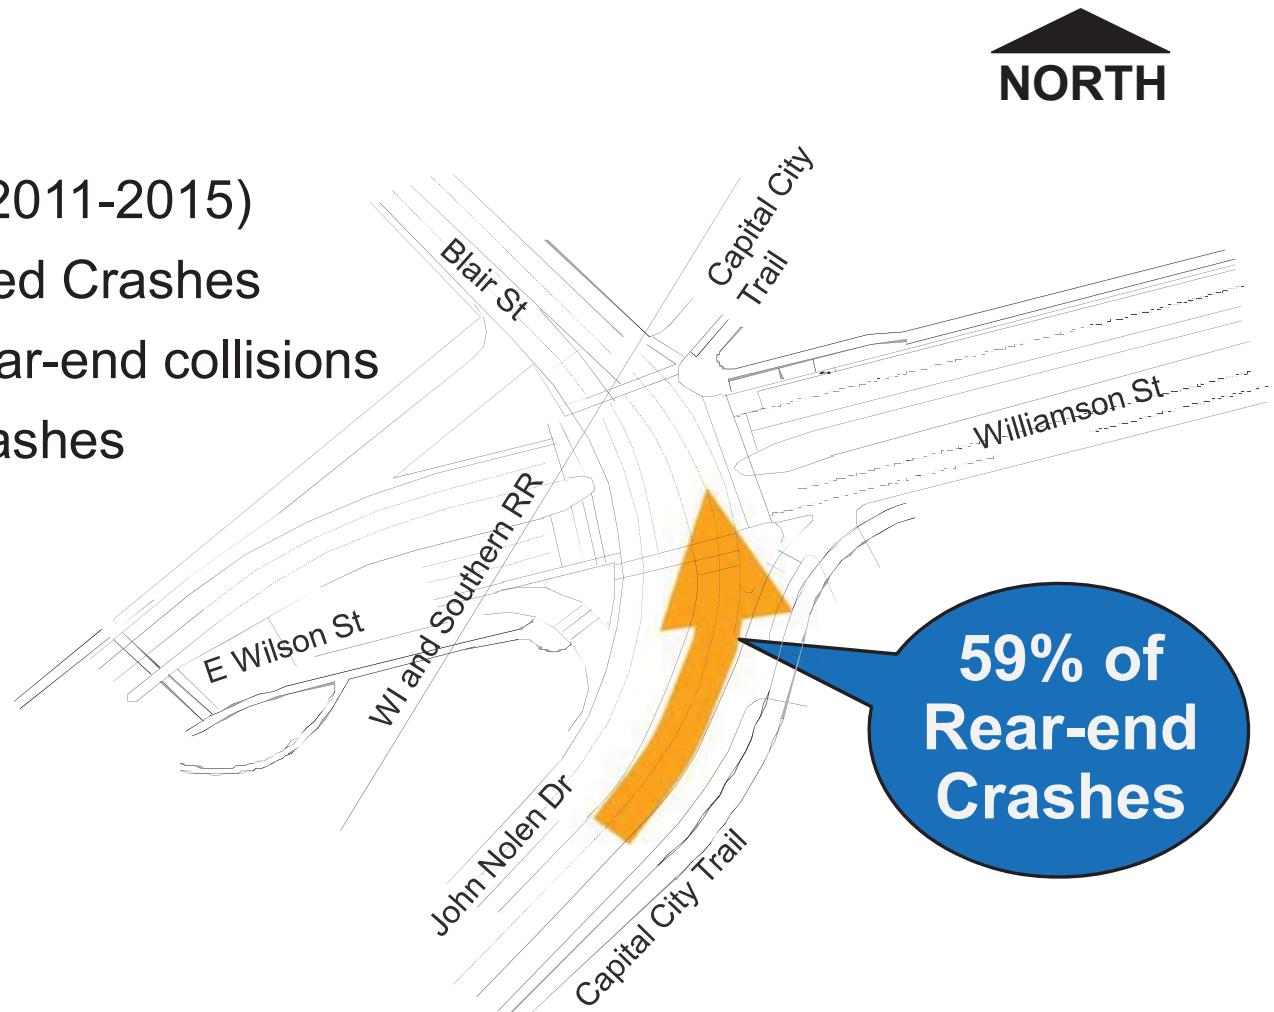 NORTH
2011-2015)
ed Crashes
ar-end collisions
ashes
Capital City
Trail
Blair St
Williamson St
WI and Southern RR
E Wilson St
59% of
Rear-end
Crashes
John Nolen Dr
Capital City Trail